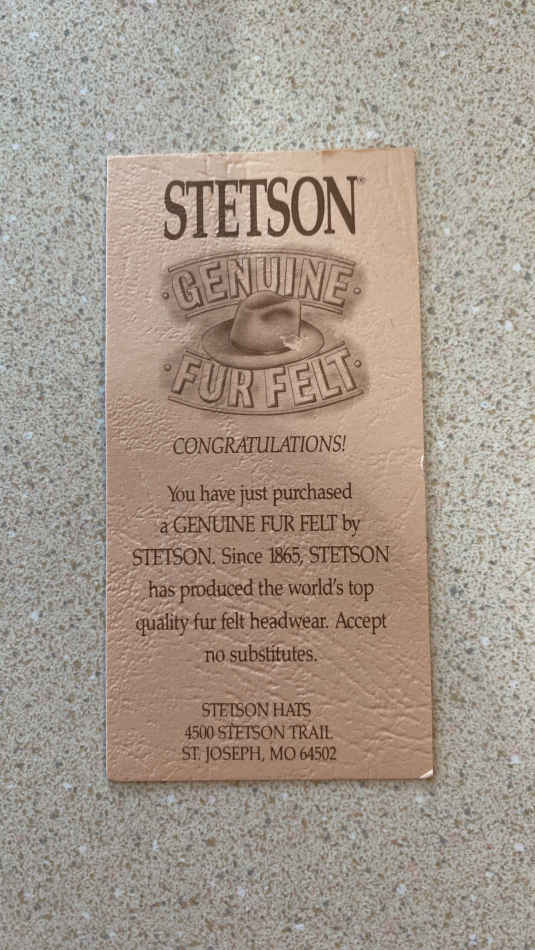 STETSON®
GENUINE
FUR FELT
CONGRATULATIONS!
You have just purchased
a GENUINE FUR FELT by
STETSON. Since 1865, STETSON
has produced the world's top
quality fur felt headwear. Accept
no substitutes.
STETSON HATS
4500 STETSON TRAIL
ST. JOSEPH, MO 64502